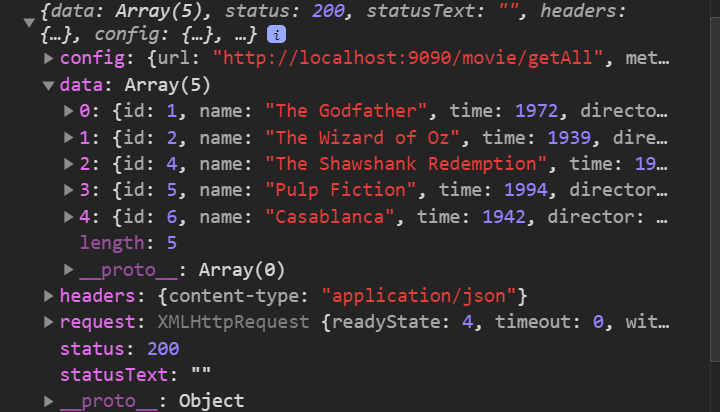 {data: Array(5), status: 200, statusText: "", headers:
{…}, config: {…}, …} i
config: {url: "http://localhost:9090/movie/getAll", met…
data: Array(5)
0: {id: 1, name: "The Godfather", time: 1972, directo…
1: {id: 2, name: "The Wizard of Oz", time: 1939, dire…
2: {id: 4, name: "The Shawshank Redemption", time: 19…
3: {id: 5, name: "Pulp Fiction", time: 1994, director…
4: {id: 6, name: "Casablanca", time: 1942, director: …
length: 5
__proto__: Array(0)
headers: {content-type: "application/json"}
request: XMLHttpRequest {readyState: 4, timeout: 0, wit…
status: 200
statusText: ""
__proto__: Object